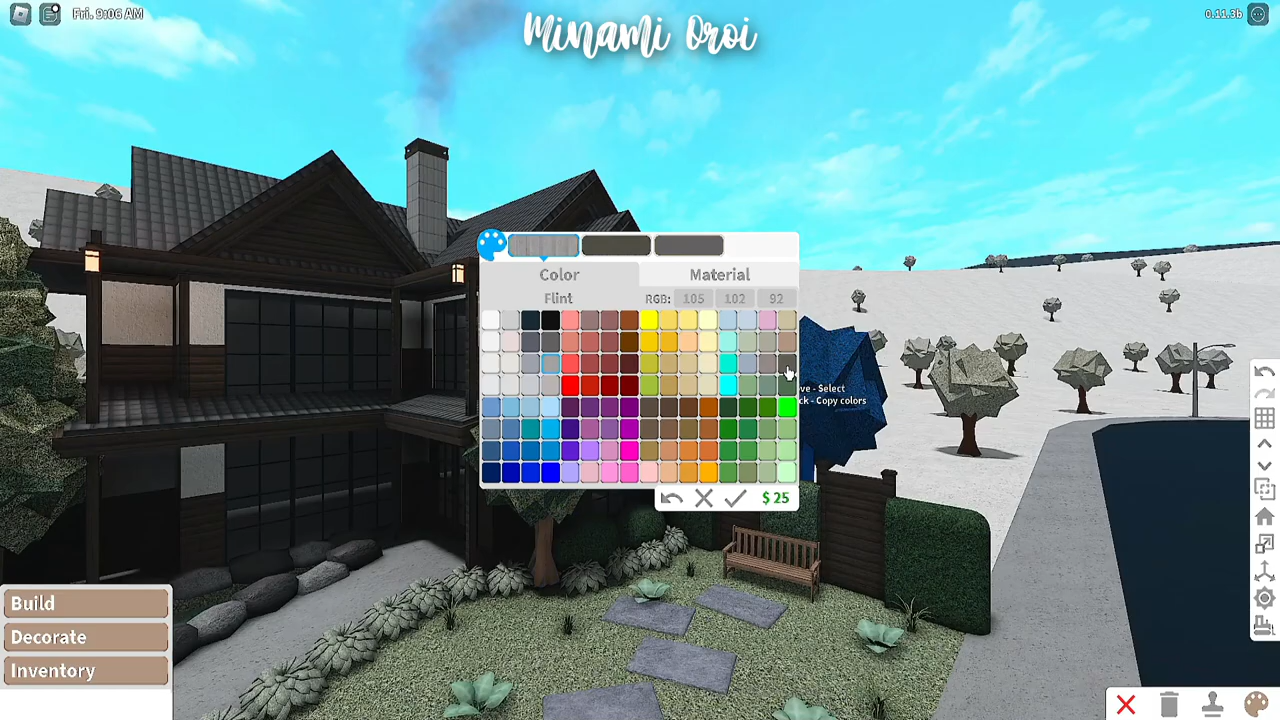 Fri. 9:06 AM
Minami Oroi
0.11.3b
Color
Material
Flint
RGB: 105 102 92
ove - Select
ck - Copy colors
$ 25
Build
Decorate
Inventory